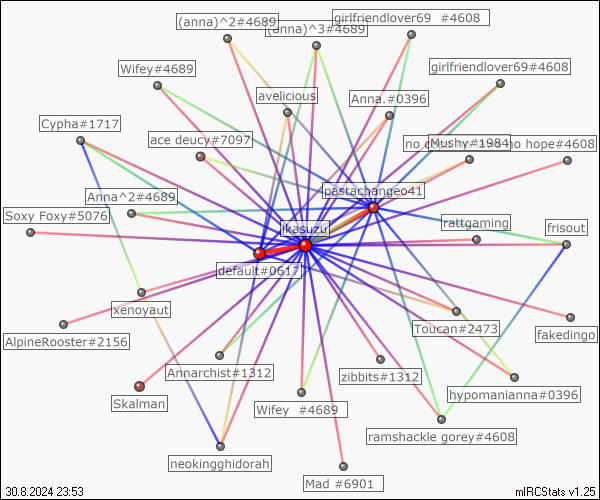 (anna)^2#4689
(anna)^3#4689
girlfriendlover69 #4608
Wifey#4689
girlfriendlover69#4608
avelicious
Anna.#0396
Cypha#1717
ace deucy#7097
Mushy#1984
no hope#4608
Anna^2#4689
pastachangeo41
Soxy Foxy#5076
ikasuzu
rattgaming
frisout
default#0617
xenoyaut
AlpineRooster#2156
Toucan#2473
fakedingo
Annarchist#1312
zibbits#1312
hypomanianna#0396
Skalman
Wifey #4689
ramshackle gorey#4608
neokingghidorah
Mad #6901
30.8.2024 23:53
mIRCStats v1.25